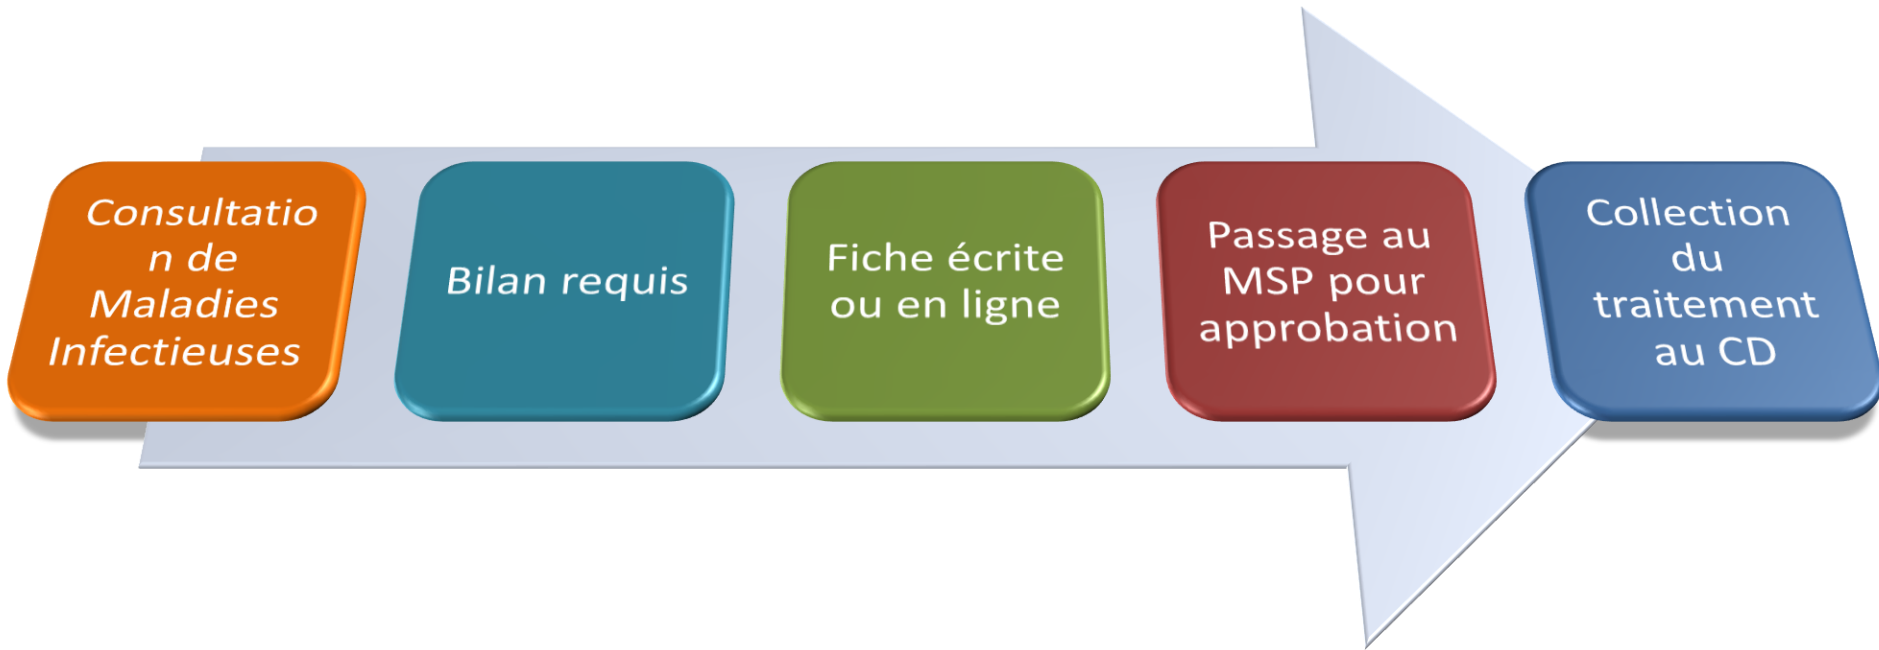 Consultatio
n de
Maladies
Infectieuses
Bilan requis
Fiche écrite
ou en ligne
Passage au
MSP pour
approbation
Collection
du
traitement
au CD